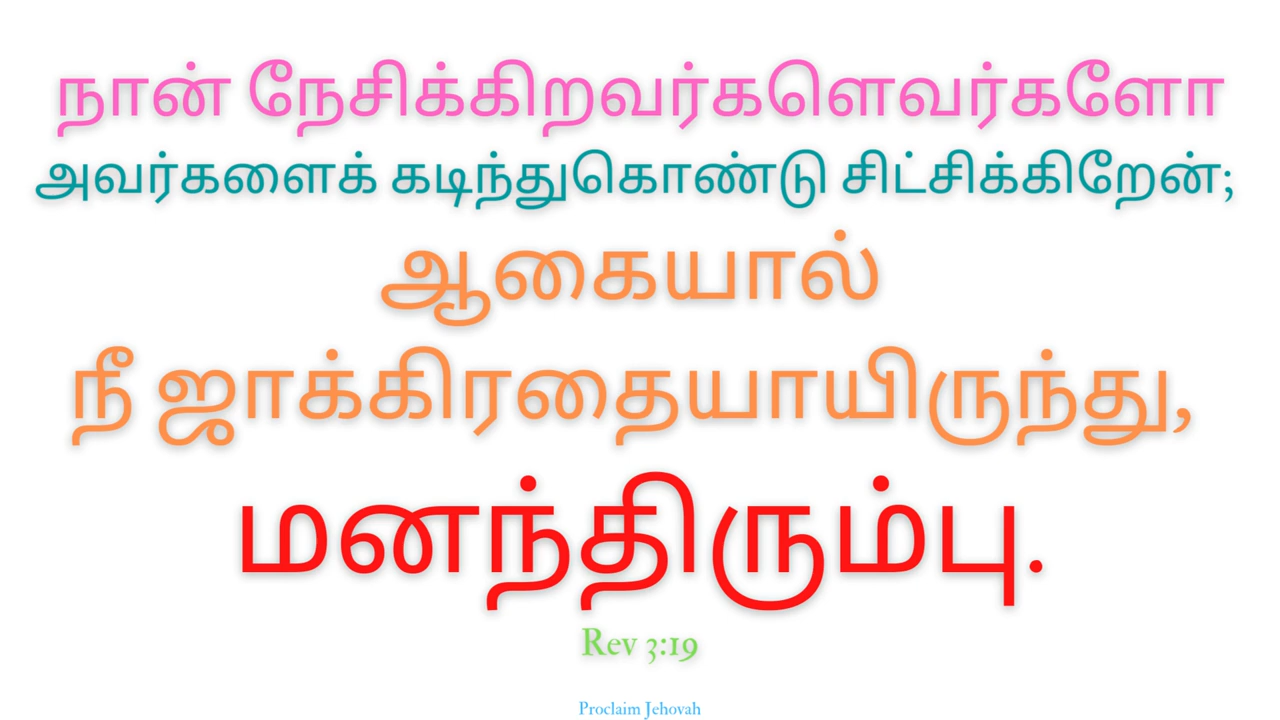 நான் நேசிக்கிறவர்களெவர்களோ
அவர்களைக் கடிந்துகொண்டு சிட்சிக்கிறேன்;
ஆகையால்
நீ ஜாக்கிரதையாயிருந்து,
மனந்திரும்பு.
Rev 3:19
Proclaim Jehovah